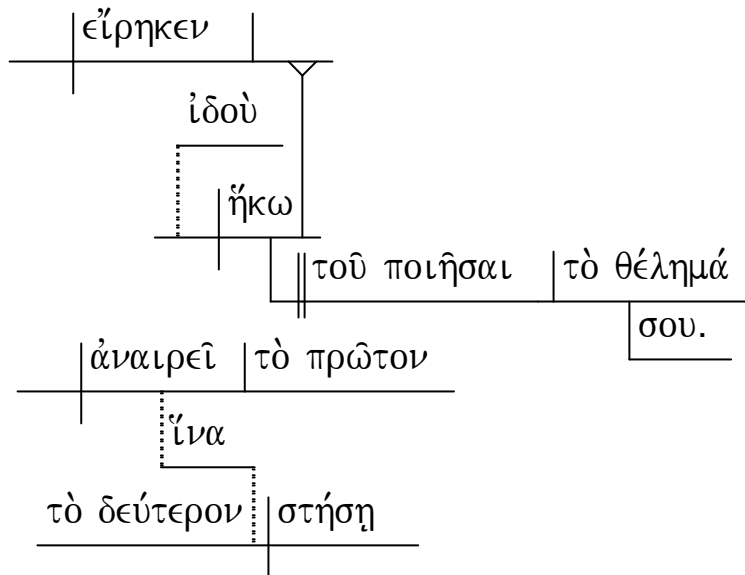 εἴρηκεν
ἰδοὺ
ἥκω
τοῦ ποιῆσαι τὸ θέλημά
σου.
ἀναιρεῖ τὸ πρῶτον
ἵνα
τὸ δεύτερον στήσῃ